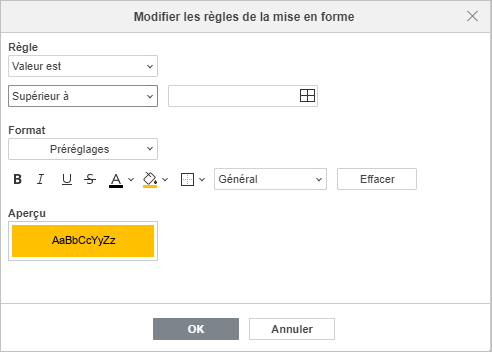 Modifier les règles de la mise en forme
Règle
Valeur est
Supérieur à
Format
Préréglages
B I U S A Général Effacer
Aperçu
AaBbCcYyZz
OK Annuler